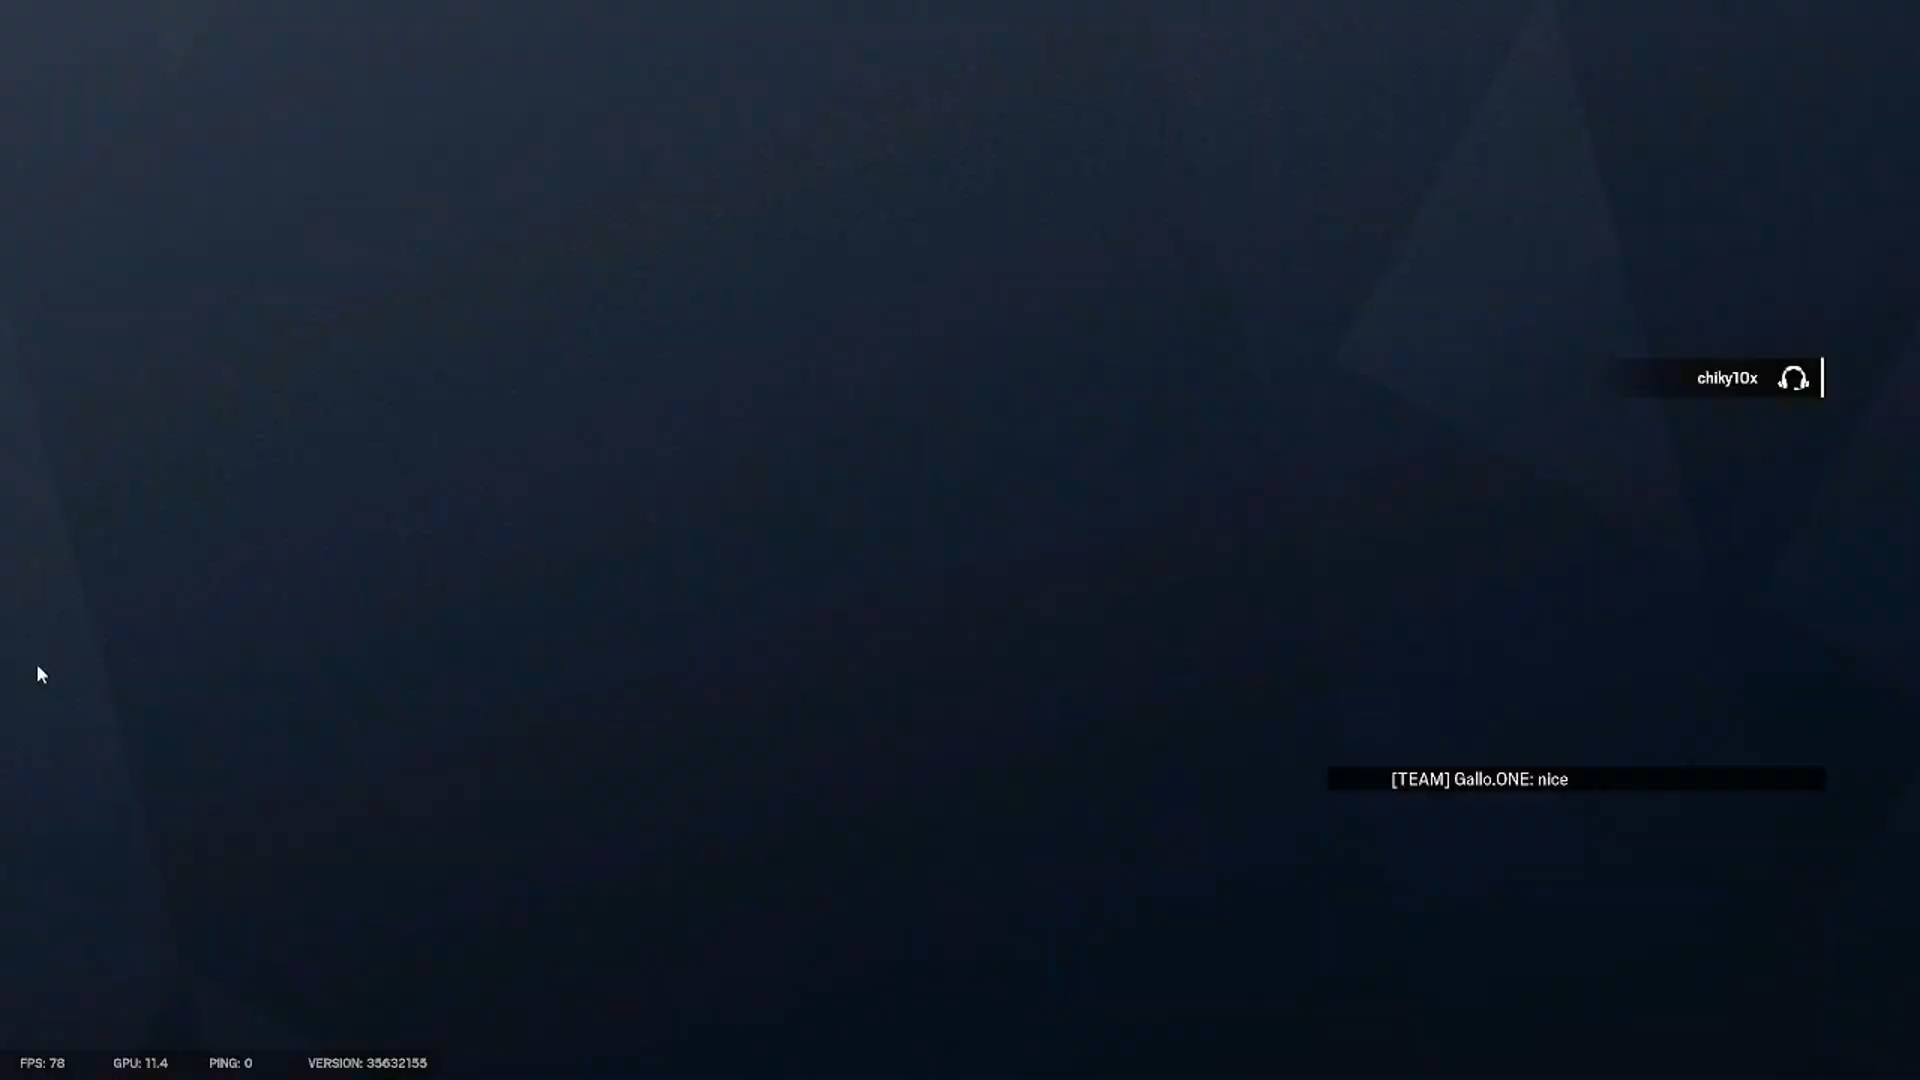 chiky10x
[TEAM] Gallo.ONE: nice
FPS: 78 GPU: 11.4 PING: 0 VERSION: 35632155